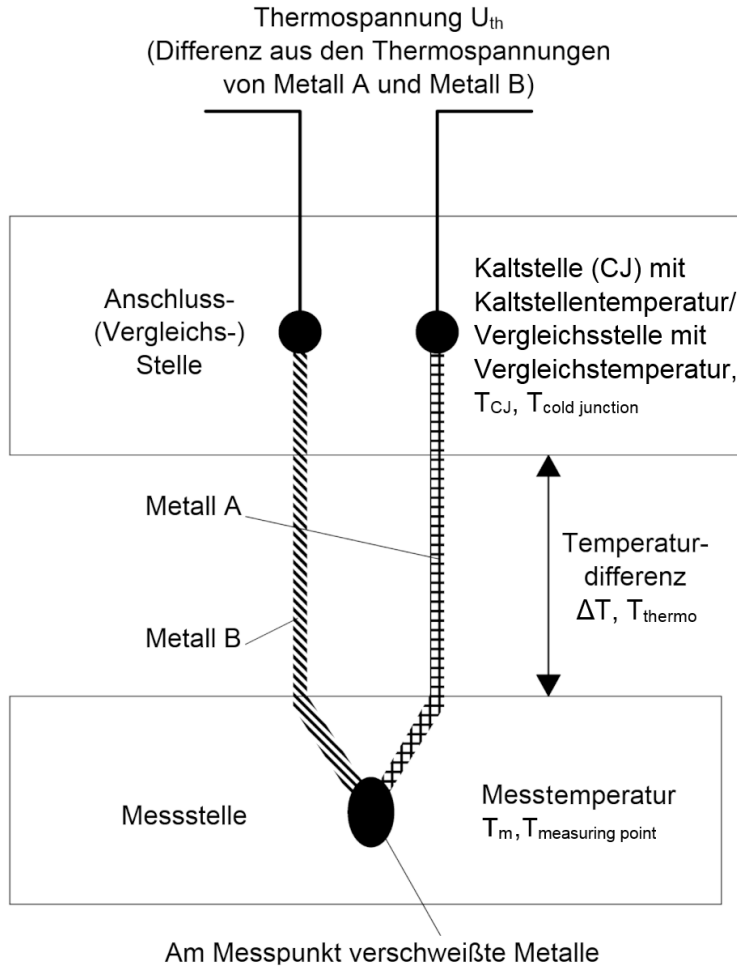 Thermospannung Uth
(Differenz aus den Thermospannungen
von Metall A und Metall B)
Anschluss-
(Vergleichs-)
Stelle
Kaltstelle (CJ) mit
Kaltstellentemperatur/
Vergleichsstelle mit
Vergleichstemperatur,
TCJ, Tcold junction
Metall A
Metall B
Temperatur-
differenz
ΔT, Tthermo
Messstelle
Messtemperatur
Tm,Tmeasuring point
Am Messpunkt verschweißte Metalle